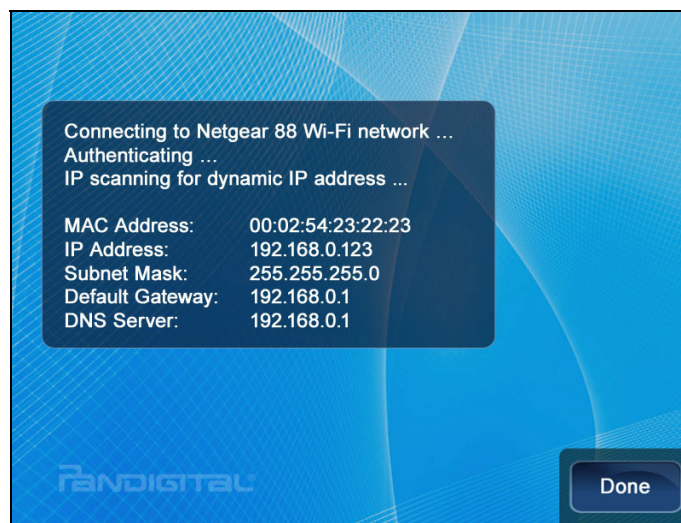 Connecting to Netgear 88 Wi-Fi network ...
Authenticating ...
IP scanning for dynamic IP address ...
MAC Address: 00:02:54:23:22:23
IP Address: 192.168.0.123
Subnet Mask: 255.255.255.0
Default Gateway: 192.168.0.1
DNS Server: 192.168.0.1
PANDIGITAL
Done